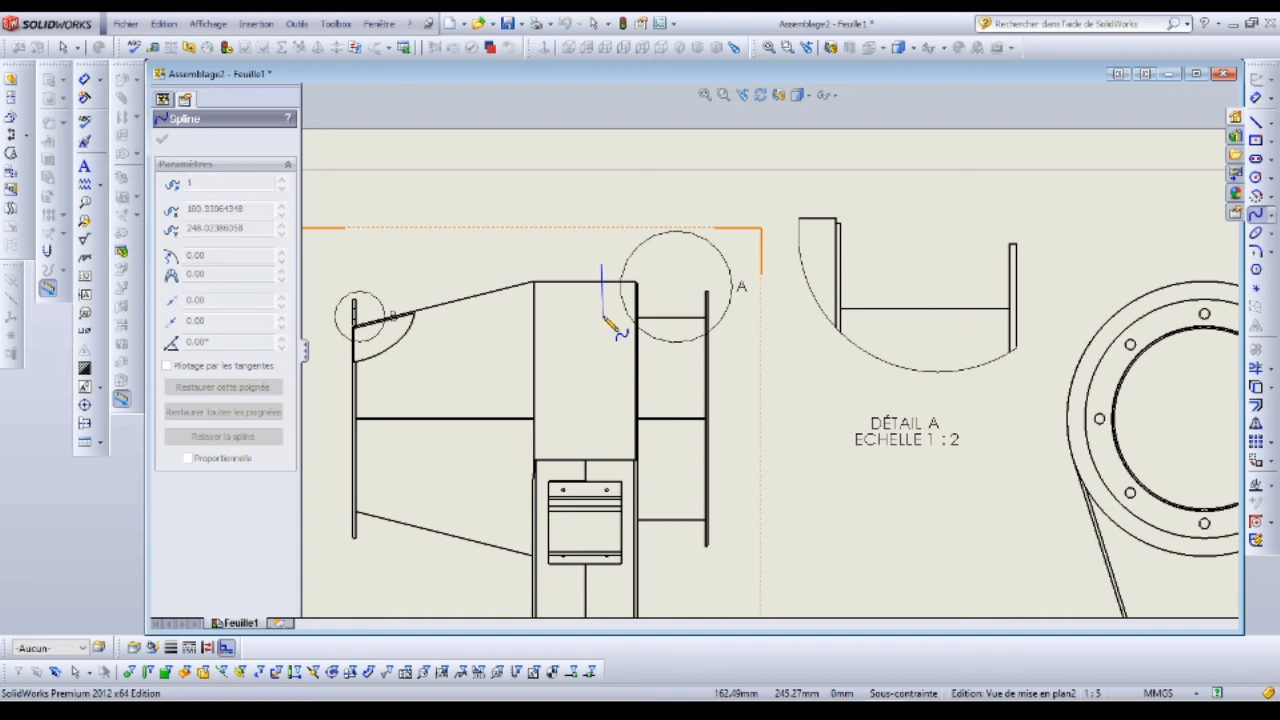 SOLIDWORKS Fichier Edition Affichage Insertion Outils Toolbox Fenêtre ? Assemblage2 - Feuille1 * Rechercher dans l'aide de SolidWorks
Assemblage2 - Feuille1 *
Spline ?
Paramètres
1
160.33064348
248.02386058
0.00
0.00
0.00
0.00
0.00°
Pilotage par les tangentes
Restaurer cette poignée
Restaurer toutes les poignées
Relaxer la spline
Proportionnelle
A
B
DÉTAIL A
ECHELLE 1 : 2
Feuille1
-Aucun-
SolidWorks Premium 2012 x64 Edition 162.49mm 245.27mm 0mm Sous-contrainte Edition: Vue de mise en plan2 1 : 5 MMGS